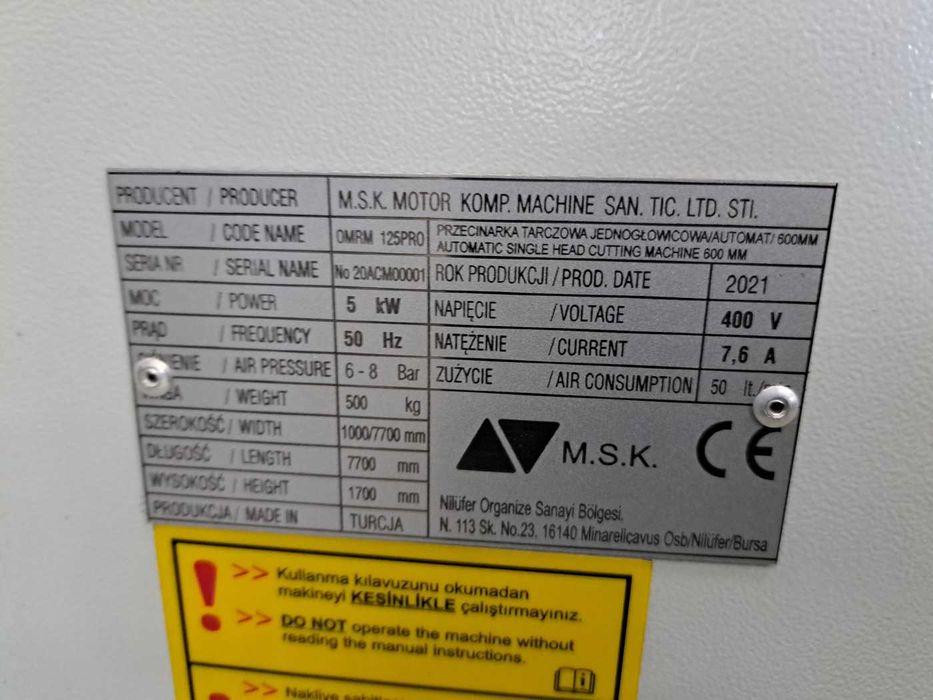 PRODUCENT / PRODUCER M.S.K. MOTOR KOMP. MACHINE SAN. TIC. LTD. STI.
MODEL / CODE NAME OMRM 125PRO PRZECINARKA TARCZOWA JEDNOGŁOWICOWA/AUTOMAT/ 600MM
AUTOMATIC SINGLE HEAD CUTTING MACHINE 600 MM
SERIA NR / SERIAL NAME No 20ACM00001 ROK PRODUKCJI / PROD. DATE 2021
MOC / POWER 5 kW NAPIĘCIE / VOLTAGE 400 V
PRĄD / FREQUENCY 50 Hz NATĘŻENIE / CURRENT 7,6 A
/ AIR PRESSURE 6 - 8 Bar ZUŻYCIE / AIR CONSUMPTION 50 lt./
/ WEIGHT 500 kg
SZEROKOŚĆ / WIDTH 1000/7700 mm
DŁUGOŚĆ / LENGTH 7700 mm
WYSOKOŚĆ / HEIGHT 1700 mm
PRODUKCJA / MADE IN TURCJA
M.S.K. CE
Nilüfer Organize Sanayi Bölgesi.
N. 113 Sk. No.23, 16140 Minareliçavus Osb/Nilüfer/Bursa
! >> Kullanma kılavuzunu okumadan
makineyi KESİNLİKLE çalıştırmayınız.
>> DO NOT operate the machine without
reading the manual instructions.
i
! >> Nakliye